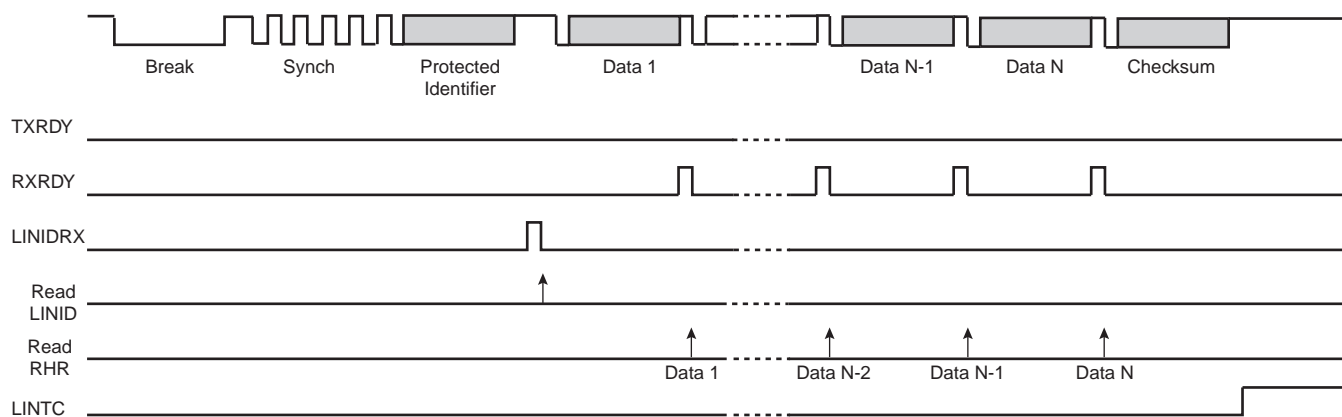 Break
Synch
Protected
Identifier
Data 1
Data N-1
Data N
Checksum
TXRDY
RXRDY
LINIDRX
Read
LINID
Read
RHR
Data 1
Data N-2
Data N-1
Data N
LINTC